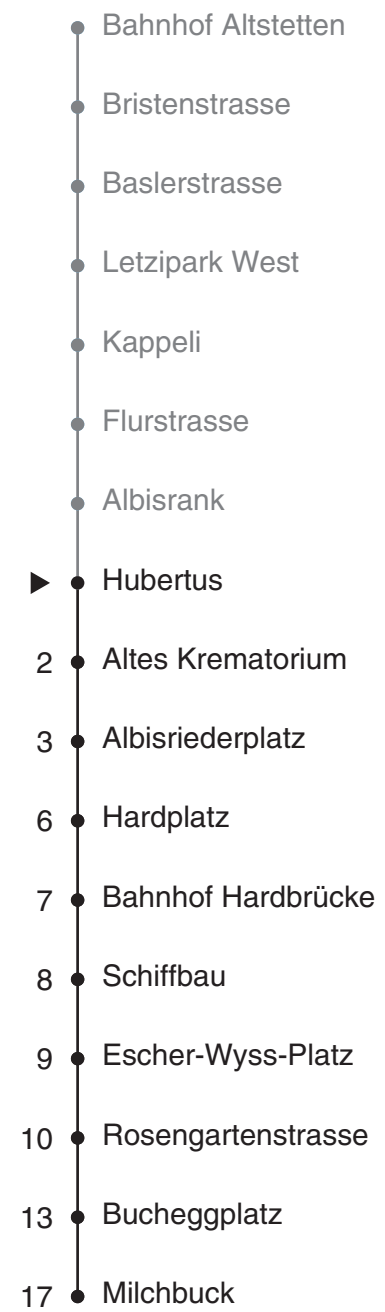 Bahnhof Altstetten
Bristenstrasse
Baslerstrasse
Letzipark West
Kappeli
Flurstrasse
Albisrank
Hubertus
2 Altes Krematorium
3 Albisriederplatz
6 Hardplatz
7 Bahnhof Hardbrücke
8 Schiffbau
9 Escher-Wyss-Platz
10 Rosengartenstrasse
13 Bucheggplatz
17 Milchbuck